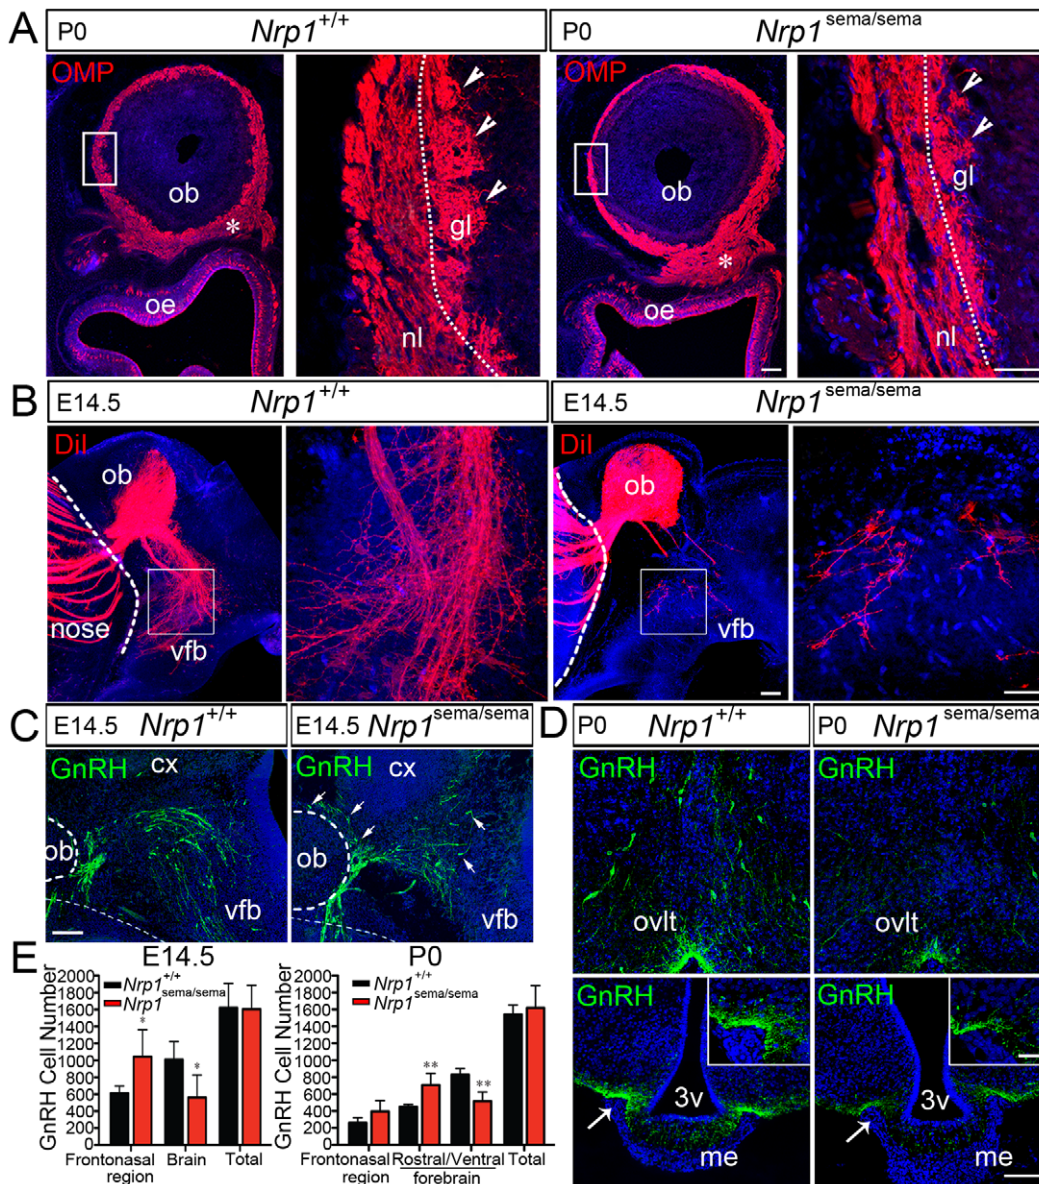 A
P0 Nrp1+/+
P0 Nrp1sema/sema
OMP
ob
*
oe
gl
nl
OMP
ob
*
oe
gl
nl
B
E14.5 Nrp1+/+
E14.5 Nrp1sema/sema
DiI
ob
nose
vfb
DiI
ob
vfb
C
E14.5 Nrp1+/+
E14.5 Nrp1sema/sema
GnRH
cx
ob
vfb
GnRH
cx
ob
vfb
D
P0 Nrp1+/+
P0 Nrp1sema/sema
GnRH
ovlt
GnRH
ovlt
GnRH
3v
me
GnRH
3v
me
E
E14.5
GnRH Cell Number
2000
1800
1600
1400
1200
1000
800
600
400
200
0
Nrp1+/+
Nrp1sema/sema
*
*
Frontonasal region
Brain
Total
P0
GnRH Cell Number
2000
1800
1600
1400
1200
1000
800
600
400
200
0
Nrp1+/+
Nrp1sema/sema
**
**
Frontonasal region
Rostral/Ventral
forebrain
Total